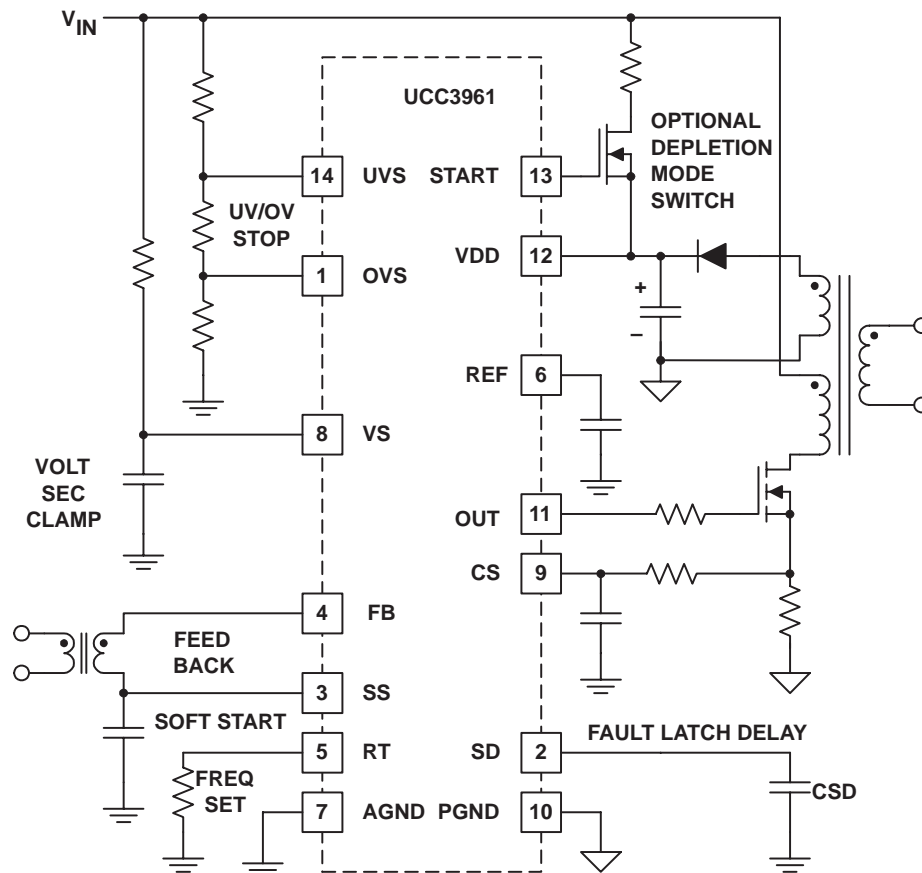 VIN
UCC3961
OPTIONAL
DEPLETION
MODE
SWITCH
14 UVS START 13
UV/OV
STOP
VDD 12
1 OVS
+
–
REF 6
8 VS
VOLT
SEC
CLAMP
OUT 11
CS 9
4 FB
FEED
BACK
3 SS
SOFT START
FAULT LATCH DELAY
5 RT SD 2
FREQ
SET
CSD
7 AGND PGND 10